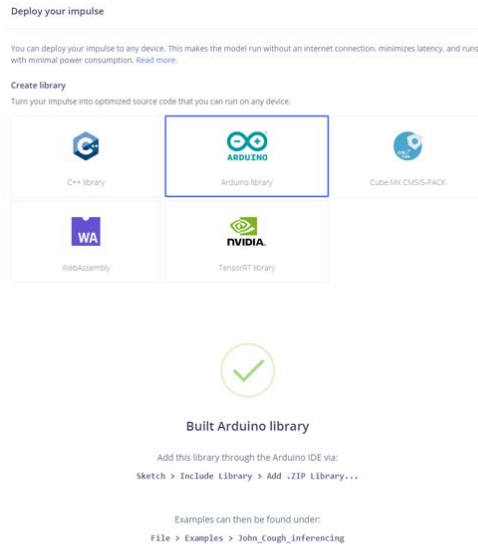 Deploy your impulse
You can deploy your impulse to any device. This makes the model run without an internet connection, minimizes latency, and runs
with minimal power consumption. Read more.
Create library
Turn your impulse into optimized source code that you can run on any device.
C++ library
ARDUINO
Arduino library
Cube.MX CMSIS-PACK
WA
WebAssembly
NVIDIA.
TensorRT library
Built Arduino library
Add this library through the Arduino IDE via:
Sketch > Include Library > Add .ZIP Library...
Examples can then be found under:
File > Examples > John_Cough_inferencing